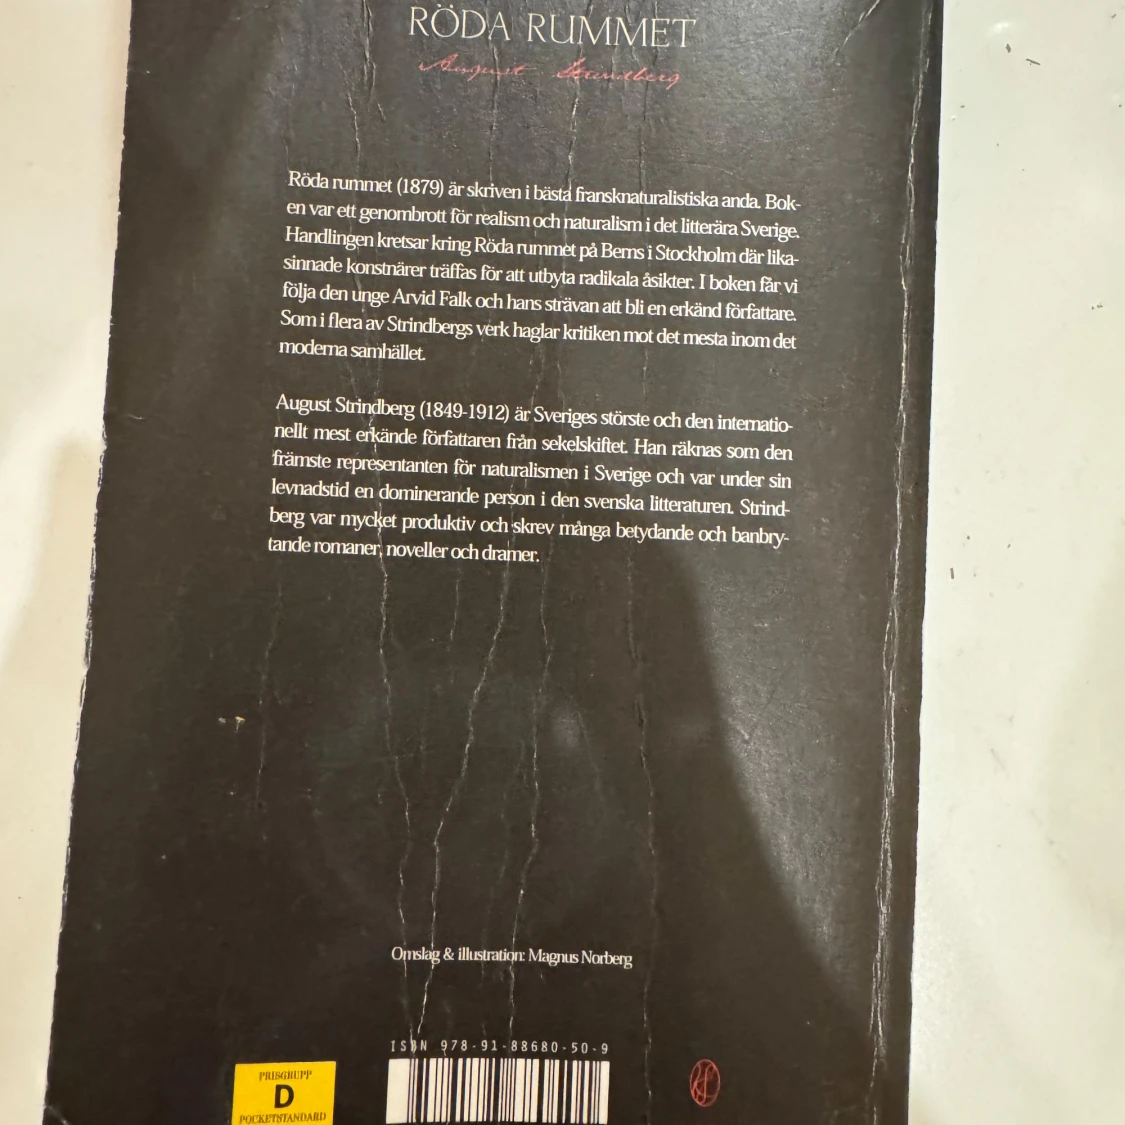 RÖDA RUMMET
August Strindberg
Röda rummet (1879) är skriven i bästa fransknaturalistiska anda. Bok-
en var ett genombrott för realism och naturalism i det litterära Sverige.
Handlingen kretsar kring Röda rummet på Berns i Stockholm där lika-
sinnade konstnärer träffas för att utbyta radikala åsikter. I boken får vi
följa den unge Arvid Falk och hans strävan att bli en erkänd författare.
Som i flera av Strindbergs verk haglar kritiken mot det mesta inom det
moderna samhället.
August Strindberg (1849-1912) är Sveriges störste och den internatio-
nellt mest erkände författaren från sekelskiftet. Han räknas som den
främste representanten för naturalismen i Sverige och var under sin
levnadstid en dominerande person i den svenska litteraturen. Strind-
berg var mycket produktiv och skrev många betydande och banbry-
tande romaner, noveller och dramer.
Omslag & illustration: Magnus Norberg
ISBN 978-91-88680-50-9
PRISGRUPP
D
POCKETSTANDARD